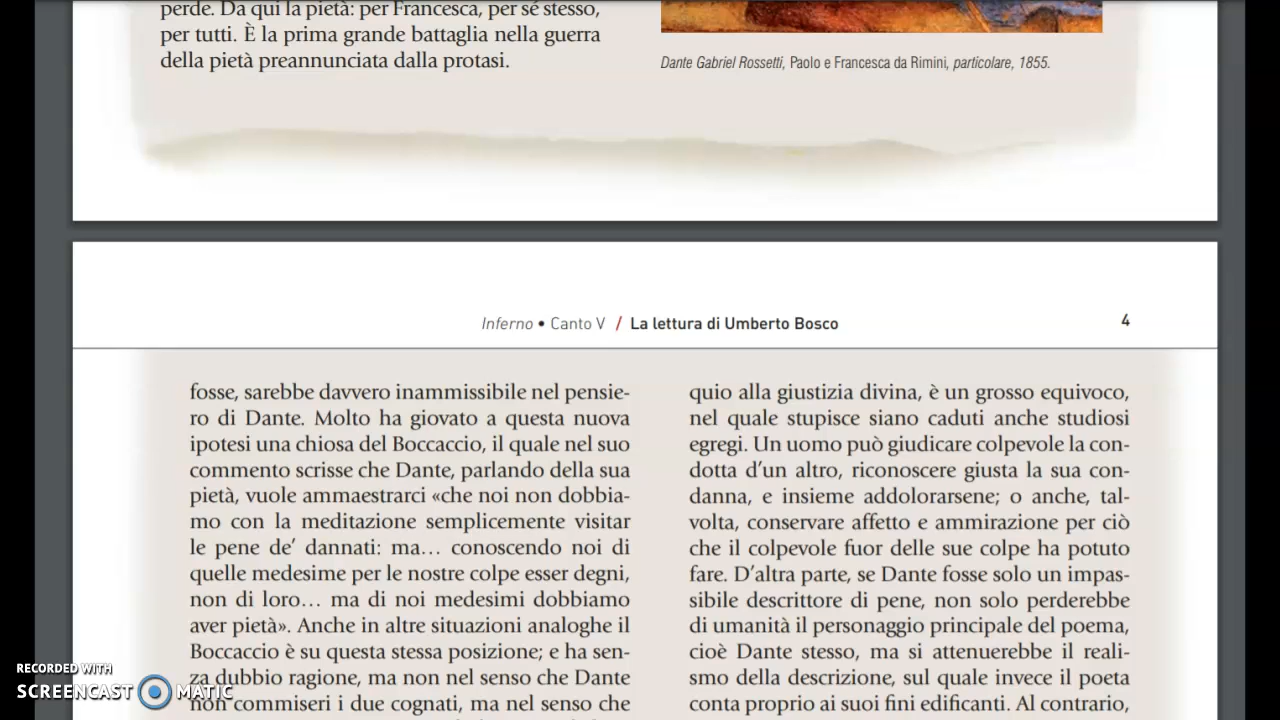 perde. Da qui la pietà: per Francesca, per sé stesso,
per tutti. È la prima grande battaglia nella guerra
della pietà preannunciata dalla protasi.
Dante Gabriel Rossetti, Paolo e Francesca da Rimini, particolare, 1855.
Inferno • Canto V / La lettura di Umberto Bosco
4
fosse, sarebbe davvero inammissibile nel pensie-
ro di Dante. Molto ha giovato a questa nuova
ipotesi una chiosa del Boccaccio, il quale nel suo
commento scrisse che Dante, parlando della sua
pietà, vuole ammaestrarci «che noi non dobbia-
mo con la meditazione semplicemente visitar
le pene de’ dannati: ma… conoscendo noi di
quelle medesime per le nostre colpe esser degni,
non di loro… ma di noi medesimi dobbiamo
aver pietà». Anche in altre situazioni analoghe il
Boccaccio è su questa stessa posizione; e ha sen-
za dubbio ragione, ma non nel senso che Dante
non commiseri i due cognati, ma nel senso che
quio alla giustizia divina, è un grosso equivoco,
nel quale stupisce siano caduti anche studiosi
egregi. Un uomo può giudicare colpevole la con-
dotta d’un altro, riconoscere giusta la sua con-
danna, e insieme addolorarsene; o anche, tal-
volta, conservare affetto e ammirazione per ciò
che il colpevole fuor delle sue colpe ha potuto
fare. D’altra parte, se Dante fosse solo un impas-
sibile descrittore di pene, non solo perderebbe
di umanità il personaggio principale del poema,
cioè Dante stesso, ma si attenuerebbe il reali-
smo della descrizione, sul quale invece il poeta
conta proprio ai suoi fini edificanti. Al contrario,
RECORDED WITH
SCREENCAST MATIC